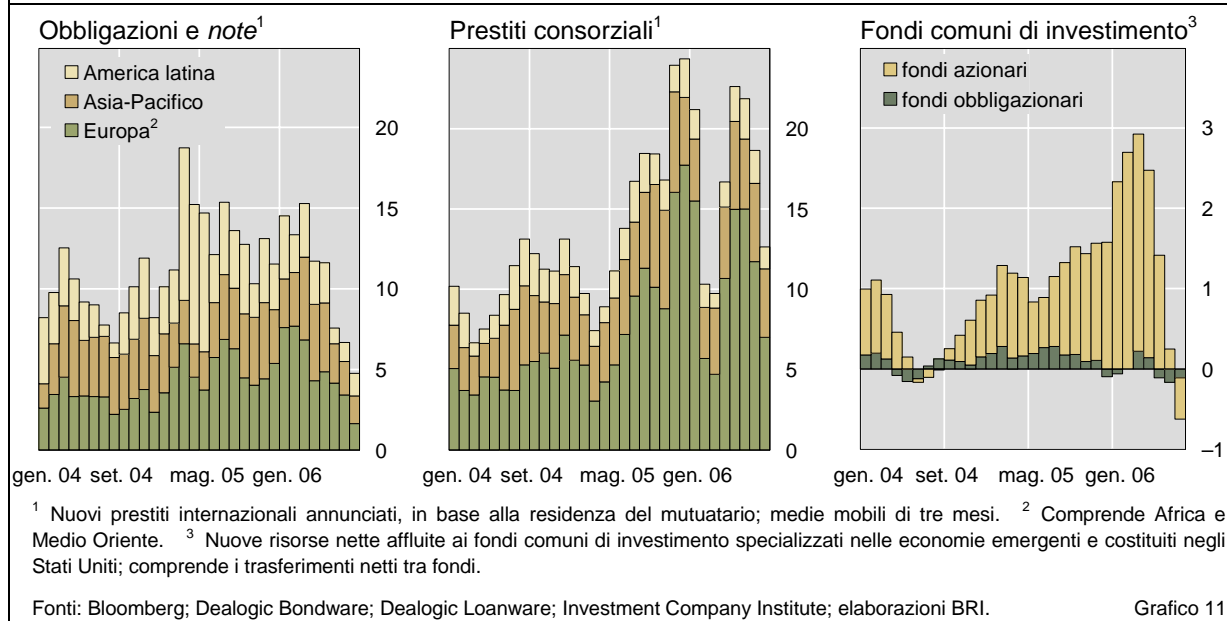 Obbligazioni e note¹
America latina
Asia-Pacifico
Europa²
20
15
10
5
0
gen. 04 set. 04 mag. 05 gen. 06
Prestiti consorziali¹
20
15
10
5
0
gen. 04 set. 04 mag. 05 gen. 06
Fondi comuni di investimento³
fondi azionari
fondi obbligazionari
3
2
1
0
–1
gen. 04 set. 04 mag. 05 gen. 06
¹ Nuovi prestiti internazionali annunciati, in base alla residenza del mutuatario; medie mobili di tre mesi. ² Comprende Africa e
Medio Oriente. ³ Nuove risorse nette affluite ai fondi comuni di investimento specializzati nelle economie emergenti e costituiti negli
Stati Uniti; comprende i trasferimenti netti tra fondi.
Fonti: Bloomberg; Dealogic Bondware; Dealogic Loanware; Investment Company Institute; elaborazioni BRI. Grafico 11